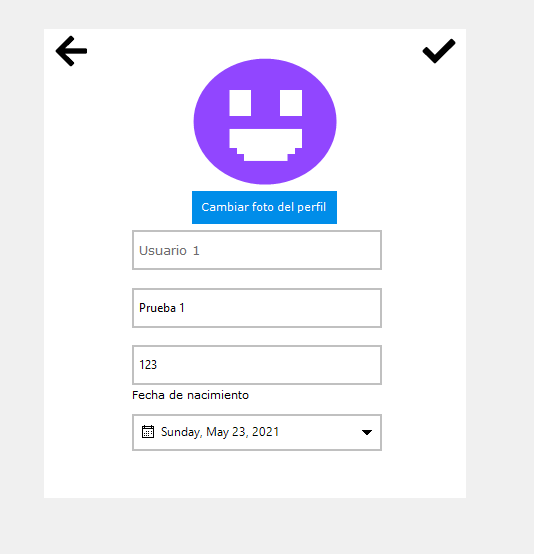 Cambiar foto del perfil
Usuario 1
Prueba 1
123
Fecha de nacimiento
Sunday, May 23, 2021